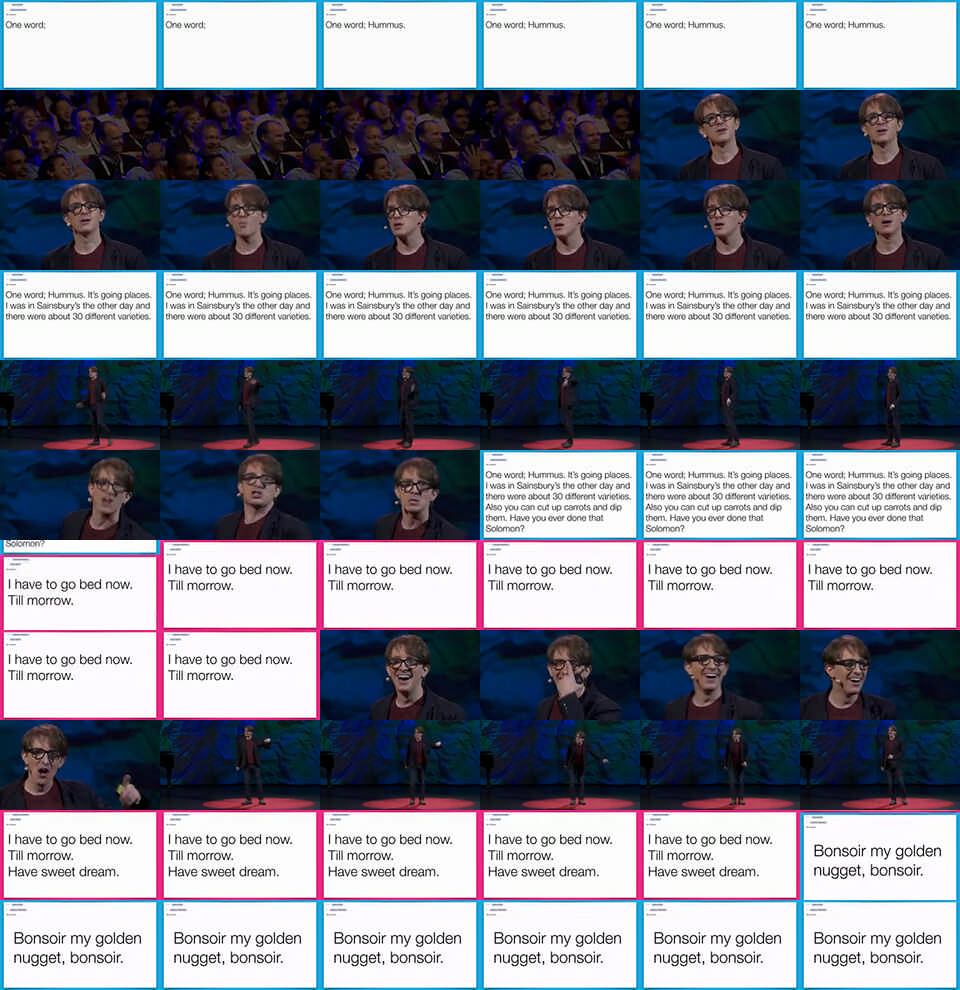 One word;
One word;
One word; Hummus.
One word; Hummus.
One word; Hummus.
One word; Hummus.
One word; Hummus. It's going places.
I was in Sainsbury's the other day and
there were about 30 different varieties.
One word; Hummus. It's going places.
I was in Sainsbury's the other day and
there were about 30 different varieties.
One word; Hummus. It's going places.
I was in Sainsbury's the other day and
there were about 30 different varieties.
One word; Hummus. It's going places.
I was in Sainsbury's the other day and
there were about 30 different varieties.
One word; Hummus. It's going places.
I was in Sainsbury's the other day and
there were about 30 different varieties.
One word; Hummus. It's going places.
I was in Sainsbury's the other day and
there were about 30 different varieties.
One word; Hummus. It's going places.
I was in Sainsbury's the other day and
there were about 30 different varieties.
Also you can cut up carrots and dip
them. Have you ever done that
Solomon?
One word; Hummus. It's going places.
I was in Sainsbury's the other day and
there were about 30 different varieties.
Also you can cut up carrots and dip
them. Have you ever done that
Solomon?
One word; Hummus. It's going places.
I was in Sainsbury's the other day and
there were about 30 different varieties.
Also you can cut up carrots and dip
them. Have you ever done that
Solomon?
Solomon?
I have to go bed now.
Till morrow.
I have to go bed now.
Till morrow.
I have to go bed now.
Till morrow.
I have to go bed now.
Till morrow.
I have to go bed now.
Till morrow.
I have to go bed now.
Till morrow.
I have to go bed now.
Till morrow.
I have to go bed now.
Till morrow.
I have to go bed now.
Till morrow.
Have sweet dream.
I have to go bed now.
Till morrow.
Have sweet dream.
I have to go bed now.
Till morrow.
Have sweet dream.
I have to go bed now.
Till morrow.
Have sweet dream.
I have to go bed now.
Till morrow.
Have sweet dream.
Bonsoir my golden
nugget, bonsoir.
Bonsoir my golden
nugget, bonsoir.
Bonsoir my golden
nugget, bonsoir.
Bonsoir my golden
nugget, bonsoir.
Bonsoir my golden
nugget, bonsoir.
Bonsoir my golden
nugget, bonsoir.
Bonsoir my golden
nugget, bonsoir.